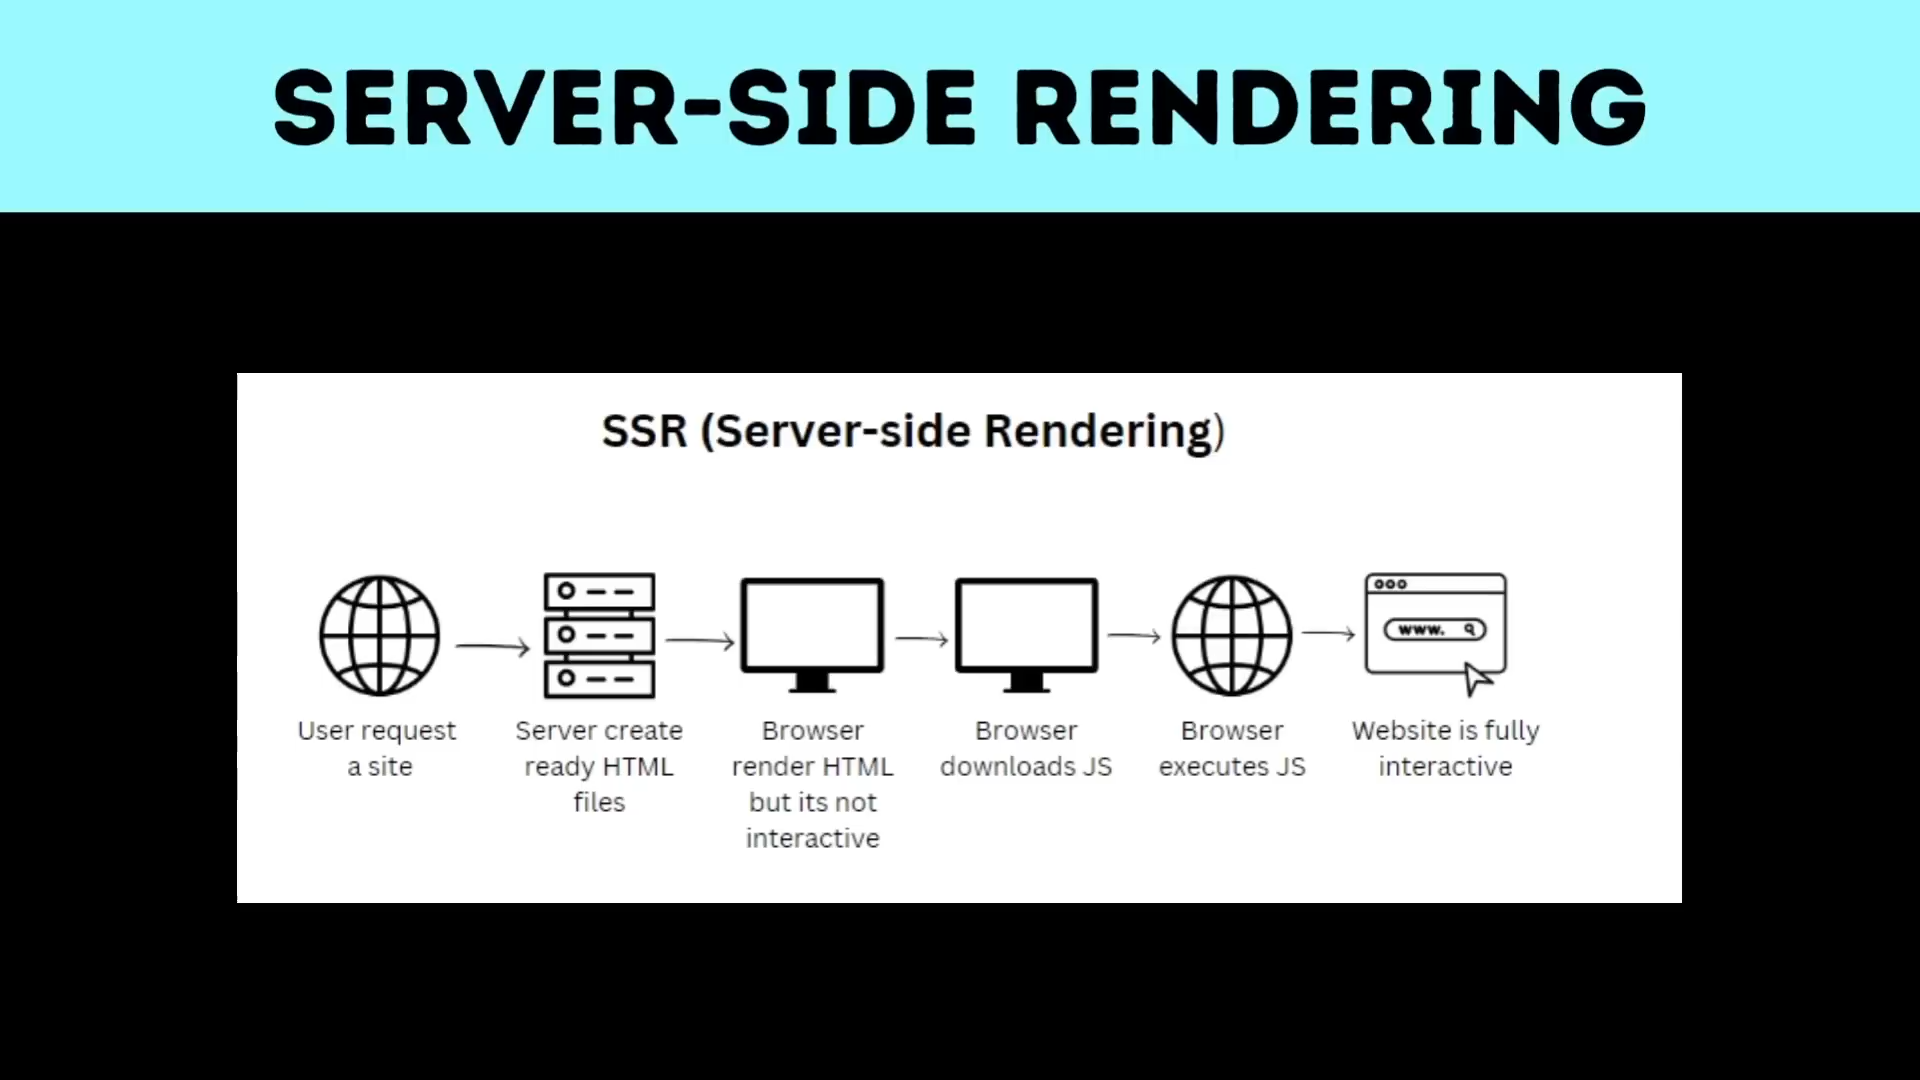 SERVER-SIDE RENDERING
SSR (Server-side Rendering)
www.
User request
a site
Server create
ready HTML
files
Browser
render HTML
but its not
interactive
Browser
downloads JS
Browser
executes JS
Website is fully
interactive